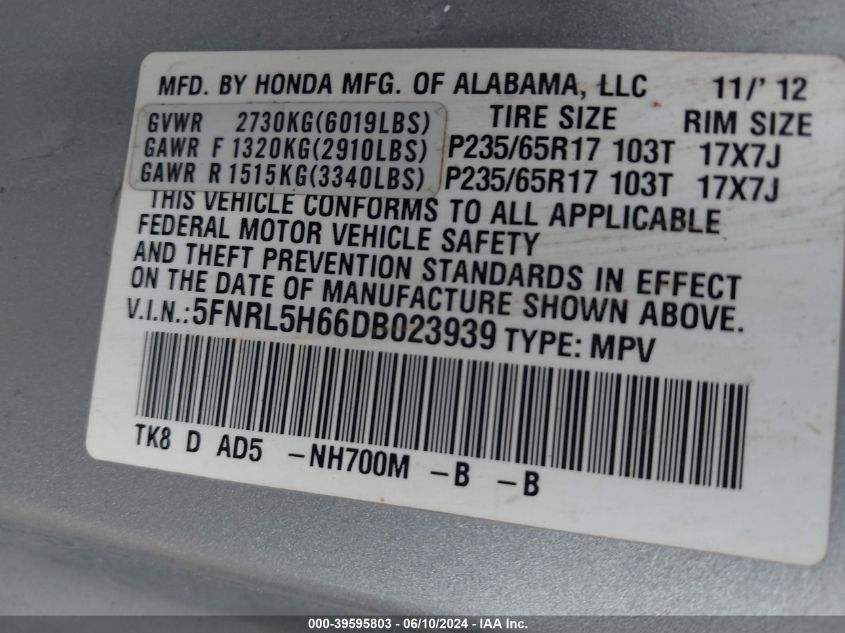 MFD. BY HONDA MFG. OF ALABAMA, LLC 11/' 12
GVWR 2730KG(6019LBS) TIRE SIZE RIM SIZE
GAWR F 1320KG(2910LBS) P235/65R17 103T 17X7J
GAWR R 1515KG(3340LBS) P235/65R17 103T 17X7J
THIS VEHICLE CONFORMS TO ALL APPLICABLE
FEDERAL MOTOR VEHICLE SAFETY
AND THEFT PREVENTION STANDARDS IN EFFECT
ON THE DATE OF MANUFACTURE SHOWN ABOVE.
V.I.N.:5FNRL5H66DB023939 TYPE: MPV
TK8 D AD5 -NH700M -B -B
000-39595803 - 06/10/2024 - IAA Inc.